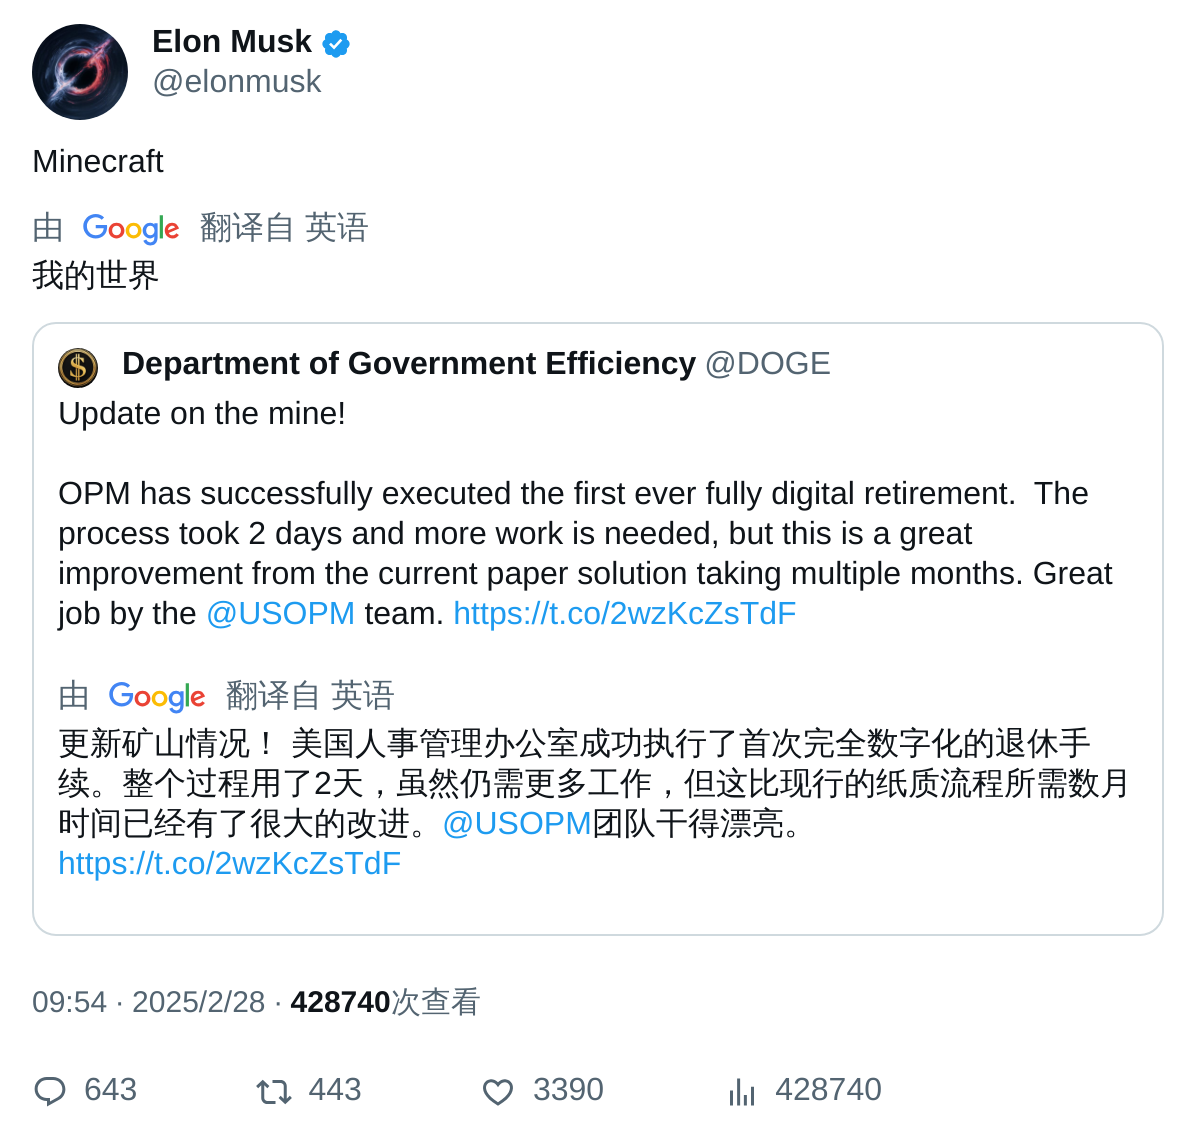 Elon Musk
@elonmusk
Minecraft
由 Google 翻译自 英语
我的世界
Department of Government Efficiency @DOGE
Update on the mine!
OPM has successfully executed the first ever fully digital retirement.  The
process took 2 days and more work is needed, but this is a great
improvement from the current paper solution taking multiple months. Great
job by the @USOPM team. https://t.co/2wzKcZsTdF
由 Google 翻译自 英语
更新矿山情况！ 美国人事管理办公室成功执行了首次完全数字化的退休手
续。整个过程用了2天，虽然仍需更多工作，但这比现行的纸质流程所需数月
时间已经有了很大的改进。@USOPM团队干得漂亮。
https://t.co/2wzKcZsTdF
09:54 · 2025/2/28 · 428740次查看
643 443 3390 428740